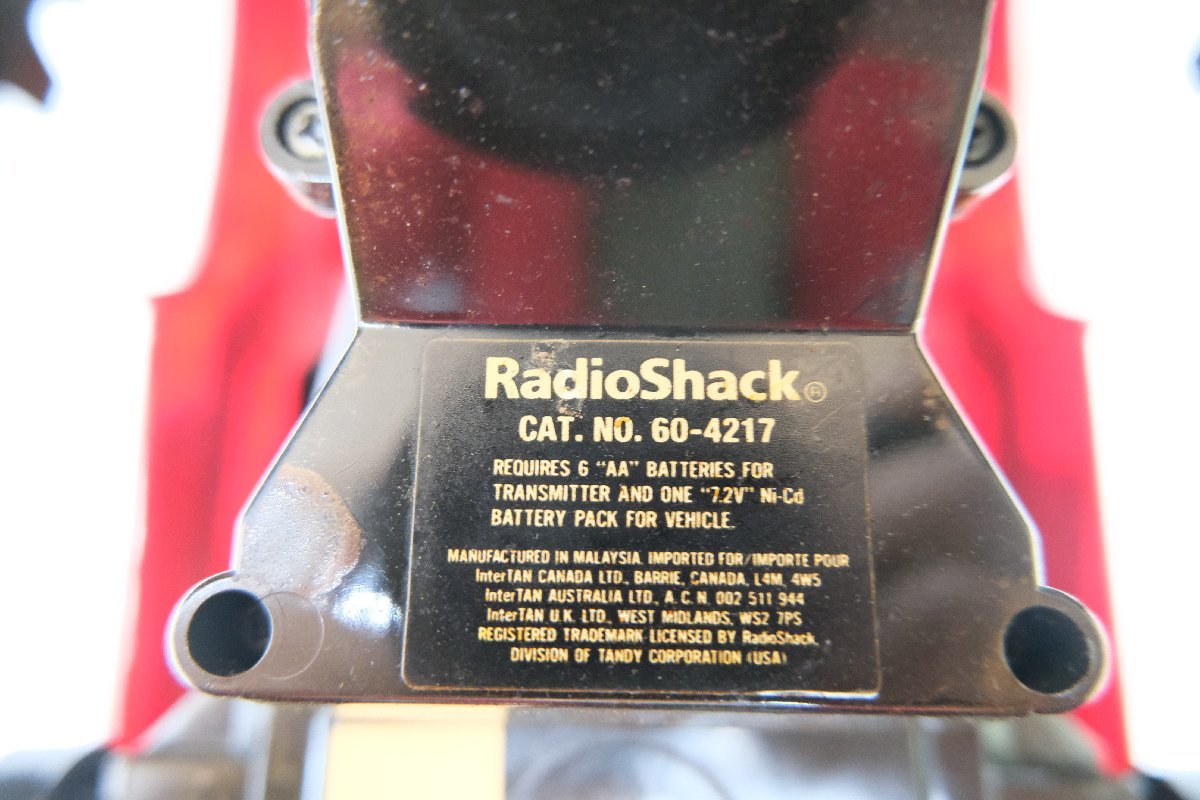 RadioShack®
CAT. NO. 60-4217
REQUIRES 6 "AA" BATTERIES FOR
TRANSMITTER AND ONE "7.2V" Ni-Cd
BATTERY PACK FOR VEHICLE.
MANUFACTURED IN MALAYSIA. IMPORTED FOR/IMPORTE POUR
InterTAN CANADA LTD., BARRIE, CANADA, L4M, 4W5
InterTAN AUSTRALIA LTD., A.C.N. 002 511 944
InterTAN U.K. LTD., WEST MIDLANDS, WS2 7PS
REGISTERED TRADEMARK LICENSED BY RadioShack,
DIVISION OF TANDY CORPORATION (USA)